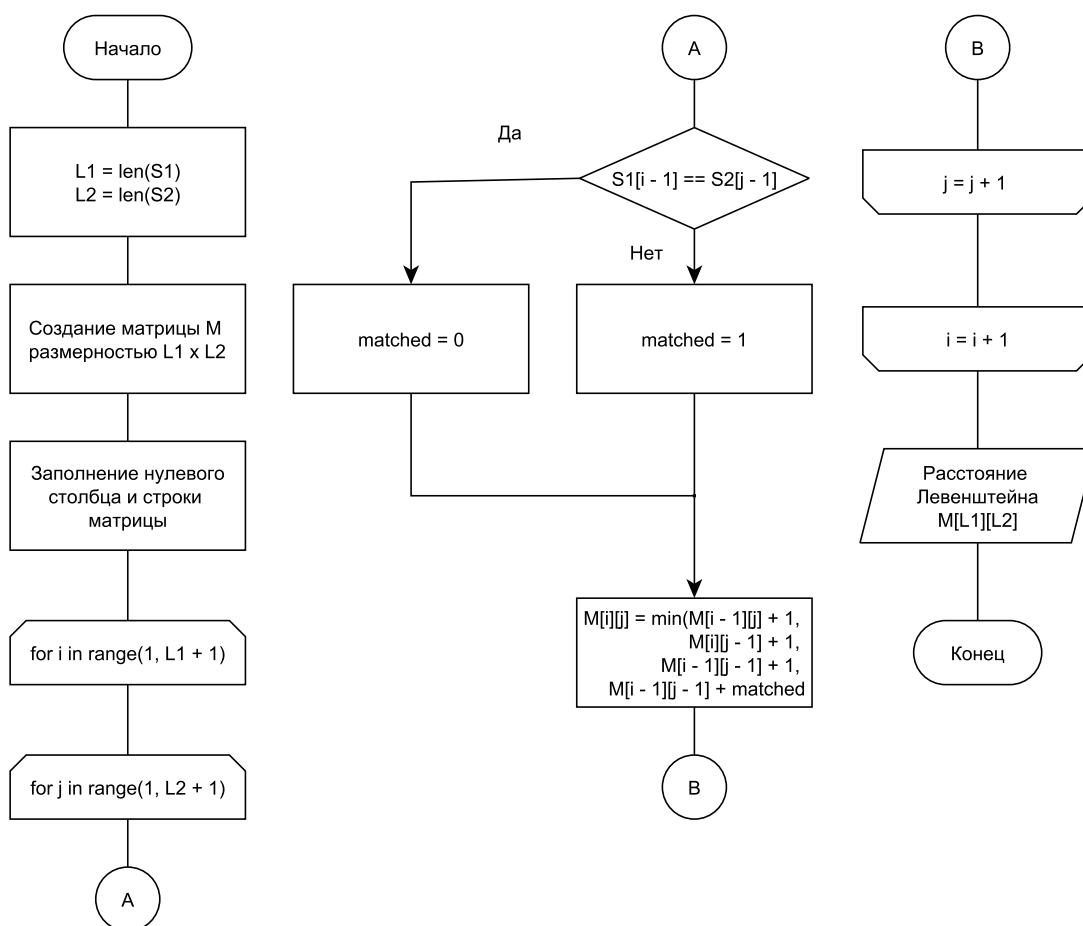 Начало
L1 = len(S1)
L2 = len(S2)
Создание матрицы M
размерностью L1 x L2
Заполнение нулевого
столбца и строки
матрицы
for i in range(1, L1 + 1)
for j in range(1, L2 + 1)
A
A
Да
S1[i - 1] == S2[j - 1]
Нет
matched = 0
matched = 1
M[i][j] = min(M[i - 1][j] + 1,
M[i][j - 1] + 1,
M[i - 1][j - 1] + 1,
M[i - 1][j - 1] + matched
B
B
j = j + 1
i = i + 1
Расстояние
Левенштейна
M[L1][L2]
Конец